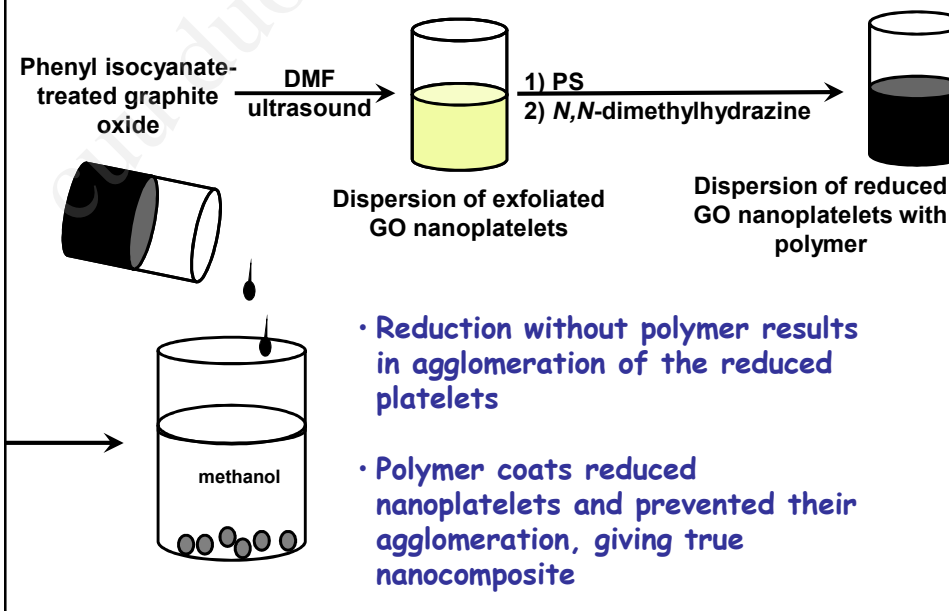 Phenyl isocyanate-
treated graphite
oxide
DMF
ultrasound
1) PS
2) N,N-dimethylhydrazine
Dispersion of exfoliated
GO nanoplatelets
Dispersion of reduced
GO nanoplatelets with
polymer
• Reduction without polymer results
in agglomeration of the reduced
platelets
methanol
• Polymer coats reduced
nanoplatelets and prevented their
agglomeration, giving true
nanocomposite